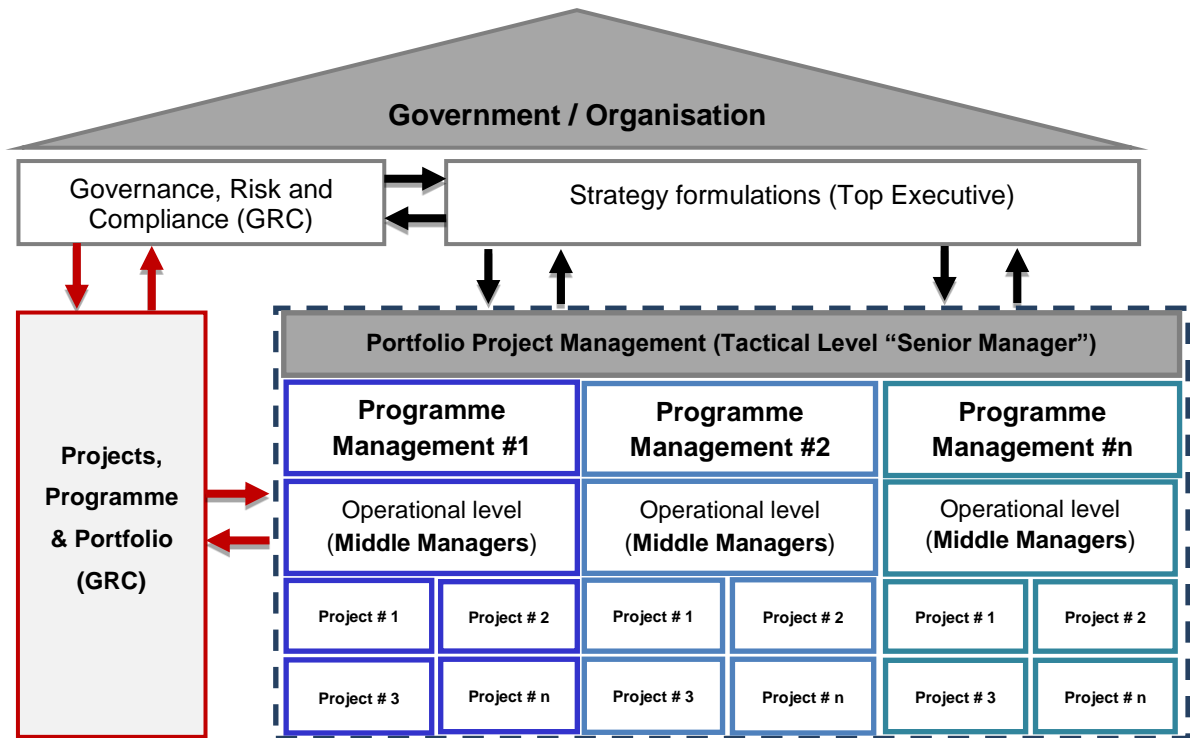 Government / Organisation
Governance, Risk and
Compliance (GRC)
Strategy formulations (Top Executive)
Portfolio Project Management (Tactical Level “Senior Manager”)
Projects,
Programme
& Portfolio
(GRC)
Programme
Management #1
Programme
Management #2
Programme
Management #n
Operational level
(Middle Managers)
Operational level
(Middle Managers)
Operational level
(Middle Managers)
Project # 1
Project # 2
Project # 1
Project # 2
Project # 1
Project # 2
Project # 3
Project # n
Project # 3
Project # n
Project # 3
Project # n